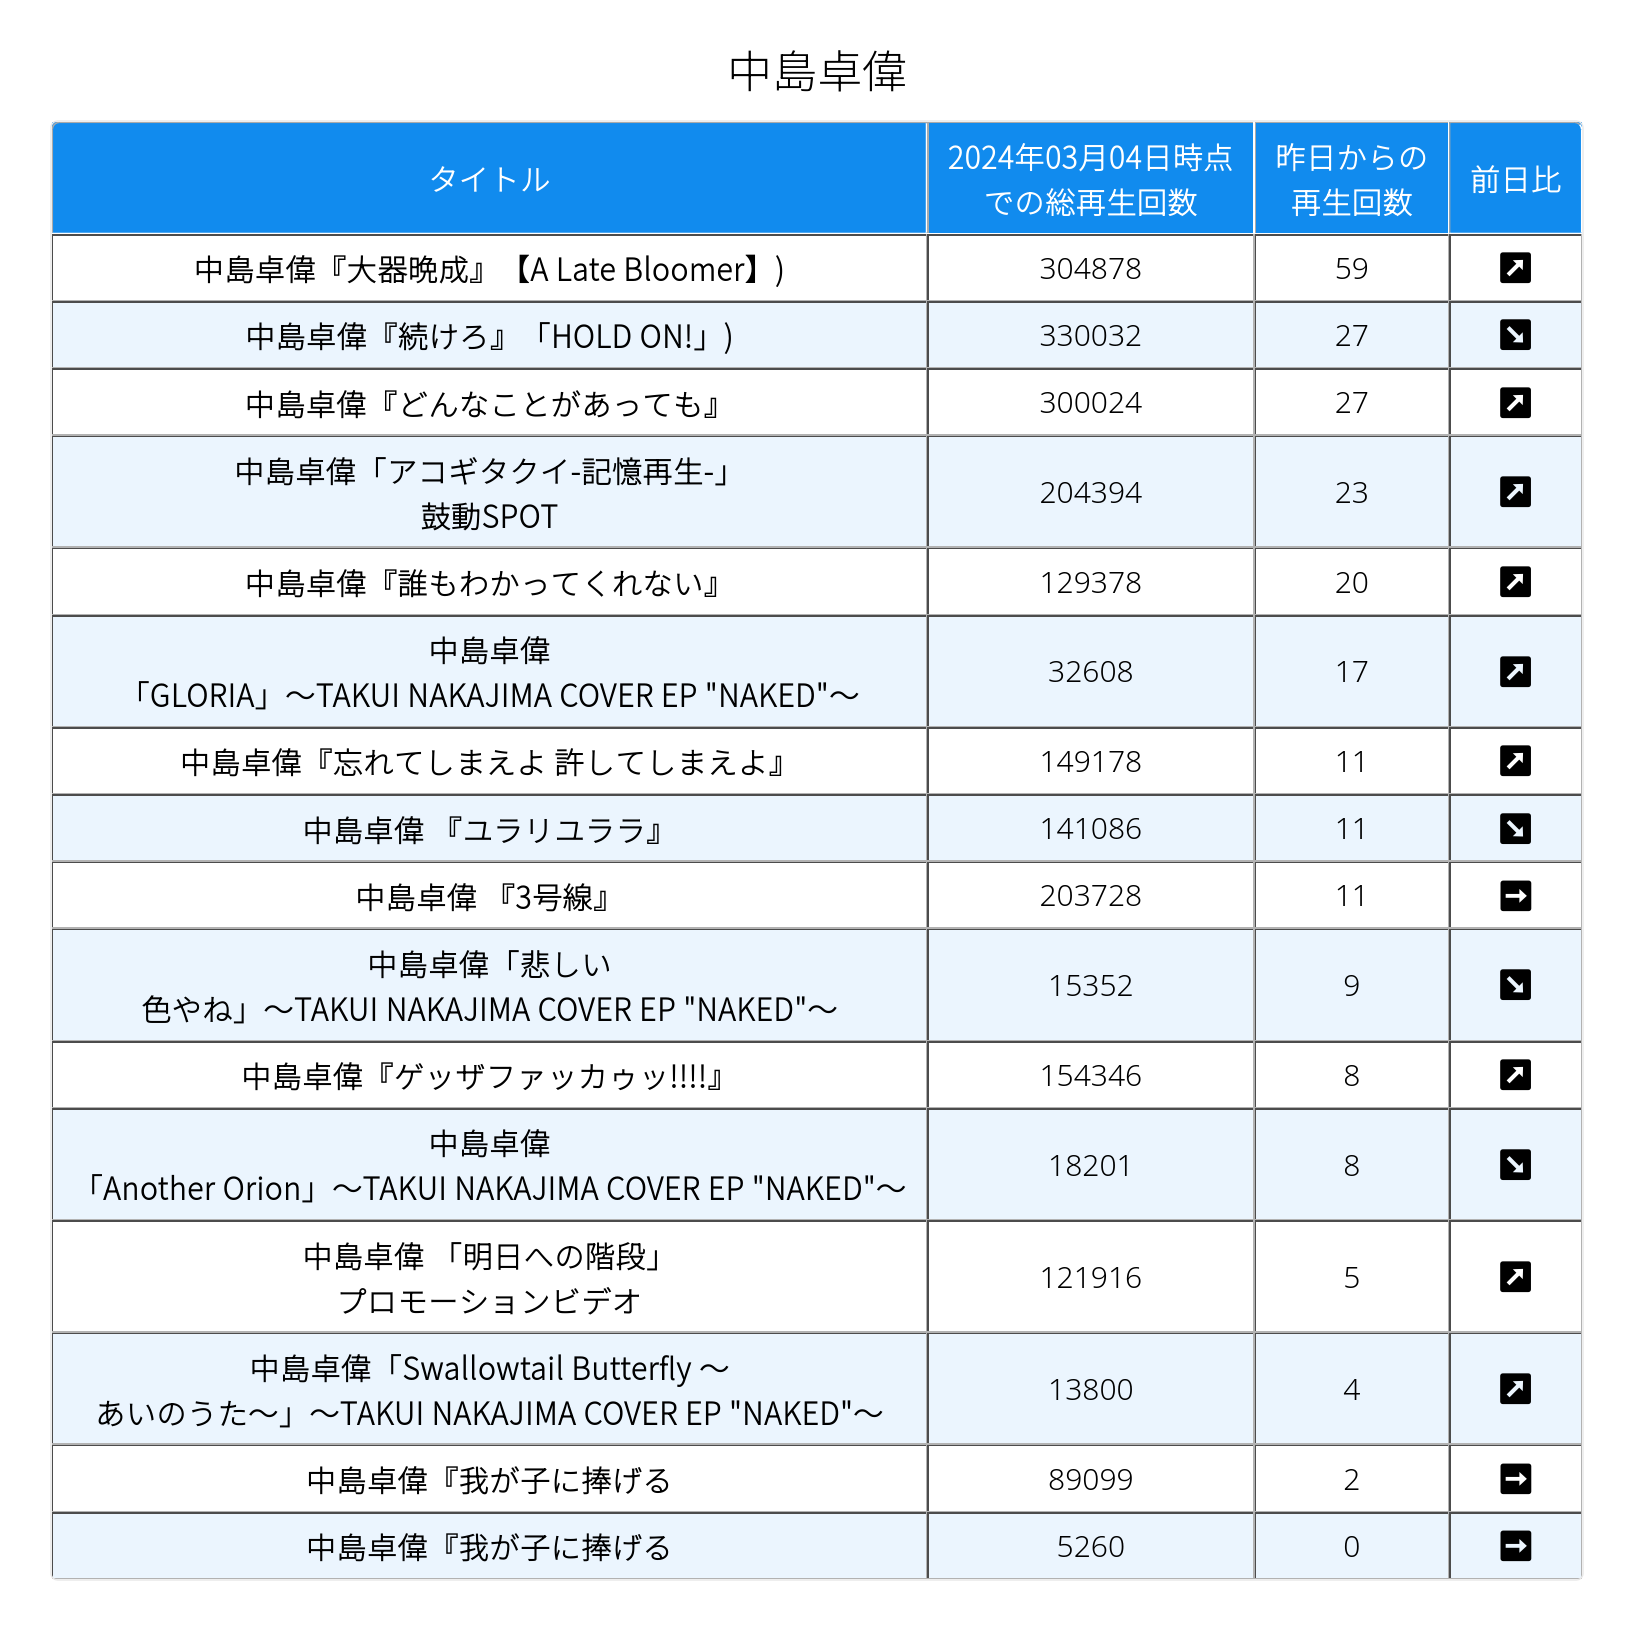 中島卓偉
タイトル
2024年03月04日時点
での総再生回数
昨日からの
再生回数
前日比
中島卓偉『大器晩成』【A Late Bloomer】) 304878 59
中島卓偉『続けろ』「HOLD ON!」) 330032 27
中島卓偉『どんなことがあっても』 300024 27
中島卓偉「アコギタクイ-記憶再生-」
鼓動SPOT 204394 23
中島卓偉『誰もわかってくれない』 129378 20
中島卓偉
「GLORIA」～TAKUI NAKAJIMA COVER EP "NAKED"～ 32608 17
中島卓偉『忘れてしまえよ 許してしまえよ』 149178 11
中島卓偉 『ユラリユララ』 141086 11
中島卓偉 『3号線』 203728 11
中島卓偉「悲しい
色やね」～TAKUI NAKAJIMA COVER EP "NAKED"～ 15352 9
中島卓偉『ゲッザファッカゥッ!!!!』 154346 8
中島卓偉
「Another Orion」～TAKUI NAKAJIMA COVER EP "NAKED"～ 18201 8
中島卓偉 「明日への階段」
プロモーションビデオ 121916 5
中島卓偉「Swallowtail Butterfly ～
あいのうた～」～TAKUI NAKAJIMA COVER EP "NAKED"～ 13800 4
中島卓偉『我が子に捧げる 89099 2
中島卓偉『我が子に捧げる 5260 0